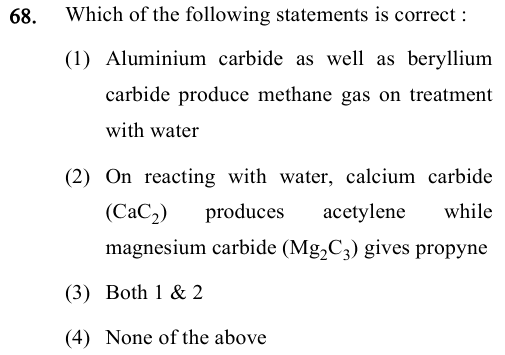 68. Which of the following statements is correct :
(1) Aluminium carbide as well as beryllium
carbide produce methane gas on treatment
with water
(2) On reacting with water, calcium carbide
(CaC₂) produces acetylene while
magnesium carbide (Mg₂C₃) gives propyne
(3) Both 1 & 2
(4) None of the above